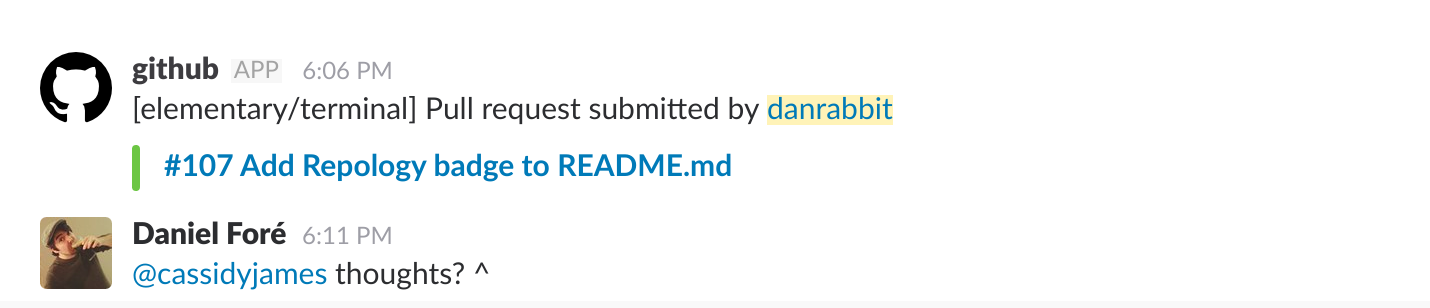 github APP 6:06 PM
[elementary/terminal] Pull request submitted by danrabbit
#107 Add Repology badge to README.md
Daniel Foré 6:11 PM
@cassidyjames thoughts? ^